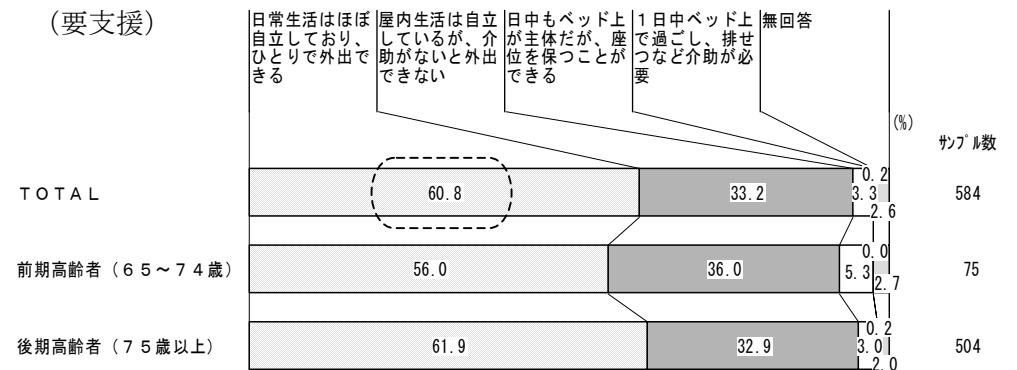 （要支援）
日常生活はほぼ
自立しており、
ひとりで外出で
きる
屋内生活は自立
しているが、介
助がないと外出
できない
日中もベッド上
が主体だが、座
位を保つことが
できる
１日中ベッド上
で過ごし、排せ
つなど介助が必
要
無回答
(%)
ｻﾝﾌﾟﾙ数
ＴＯＴＡＬ
60.8
33.2
3.3
0.2
2.6
584
前期高齢者（６５～７４歳）
56.0
36.0
5.3
0.0
2.7
75
後期高齢者（７５歳以上）
61.9
32.9
3.0
0.2
2.0
504